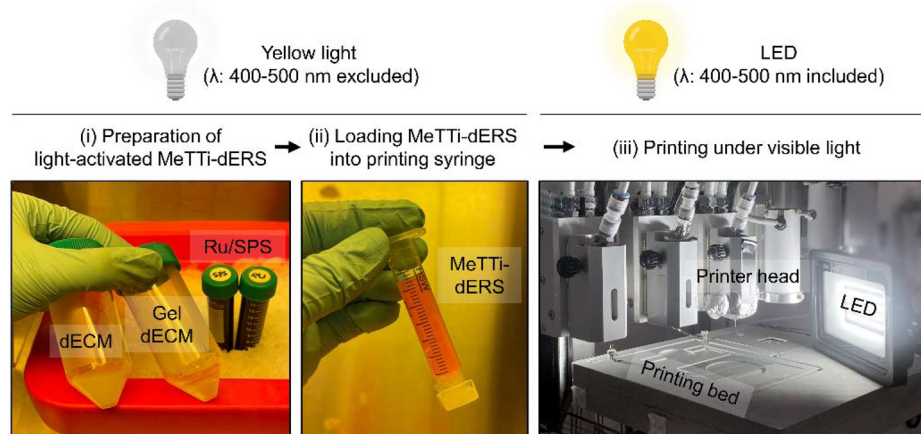 Yellow light
(λ: 400-500 nm excluded)
LED
(λ: 400-500 nm included)
(i) Preparation of
light-activated MeTTi-dERS
(ii) Loading MeTTi-dERS
into printing syringe
(iii) Printing under visible light
Ru/SPS
SPS
Ru
dECM
Gel
dECM
MeTTi-
dERS
Printer head
LED
Printing bed